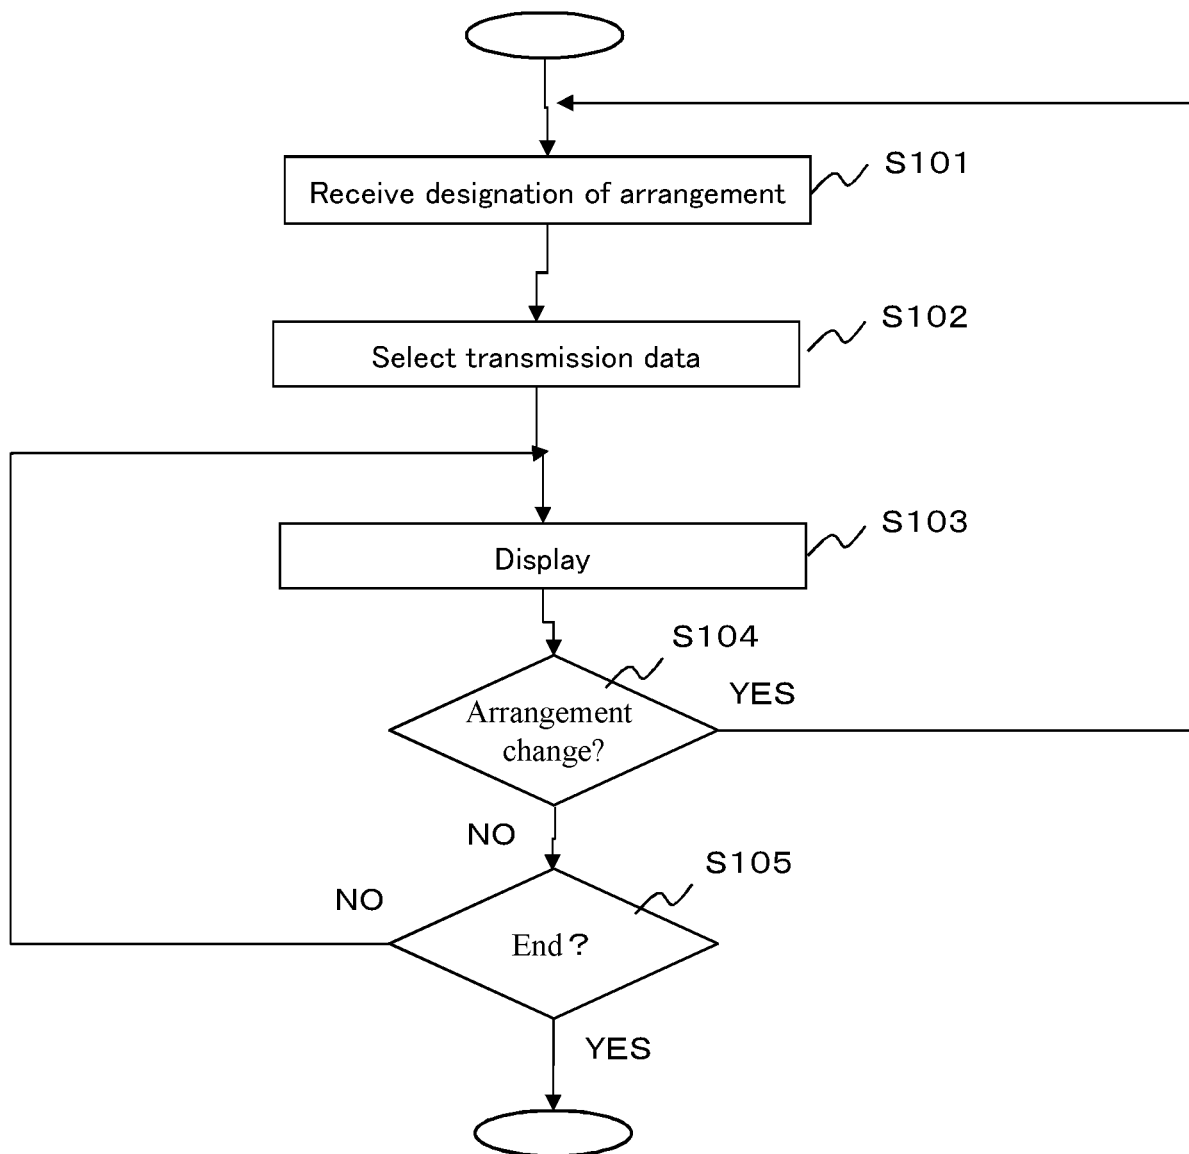 S101
Receive designation of arrangement
S102
Select transmission data
S103
Display
S104
YES
Arrangement
change?
NO
S105
NO
End？
YES